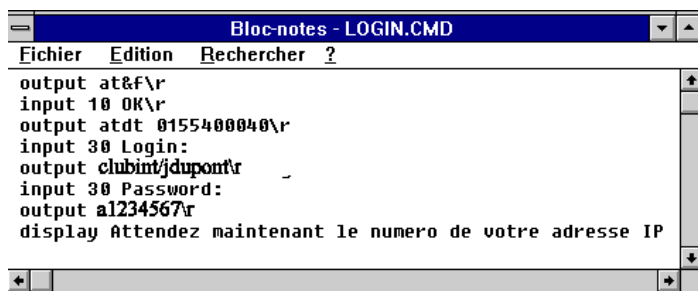 Bloc-notes - LOGIN.CMD
Fichier Edition Rechercher ?
output at&f\r
input 10 OK\r
output atdt 0155400040\r
input 30 Login:
output clubint/jdupont\r
input 30 Password:
output a1234567\r
display Attendez maintenant le numero de votre adresse IP